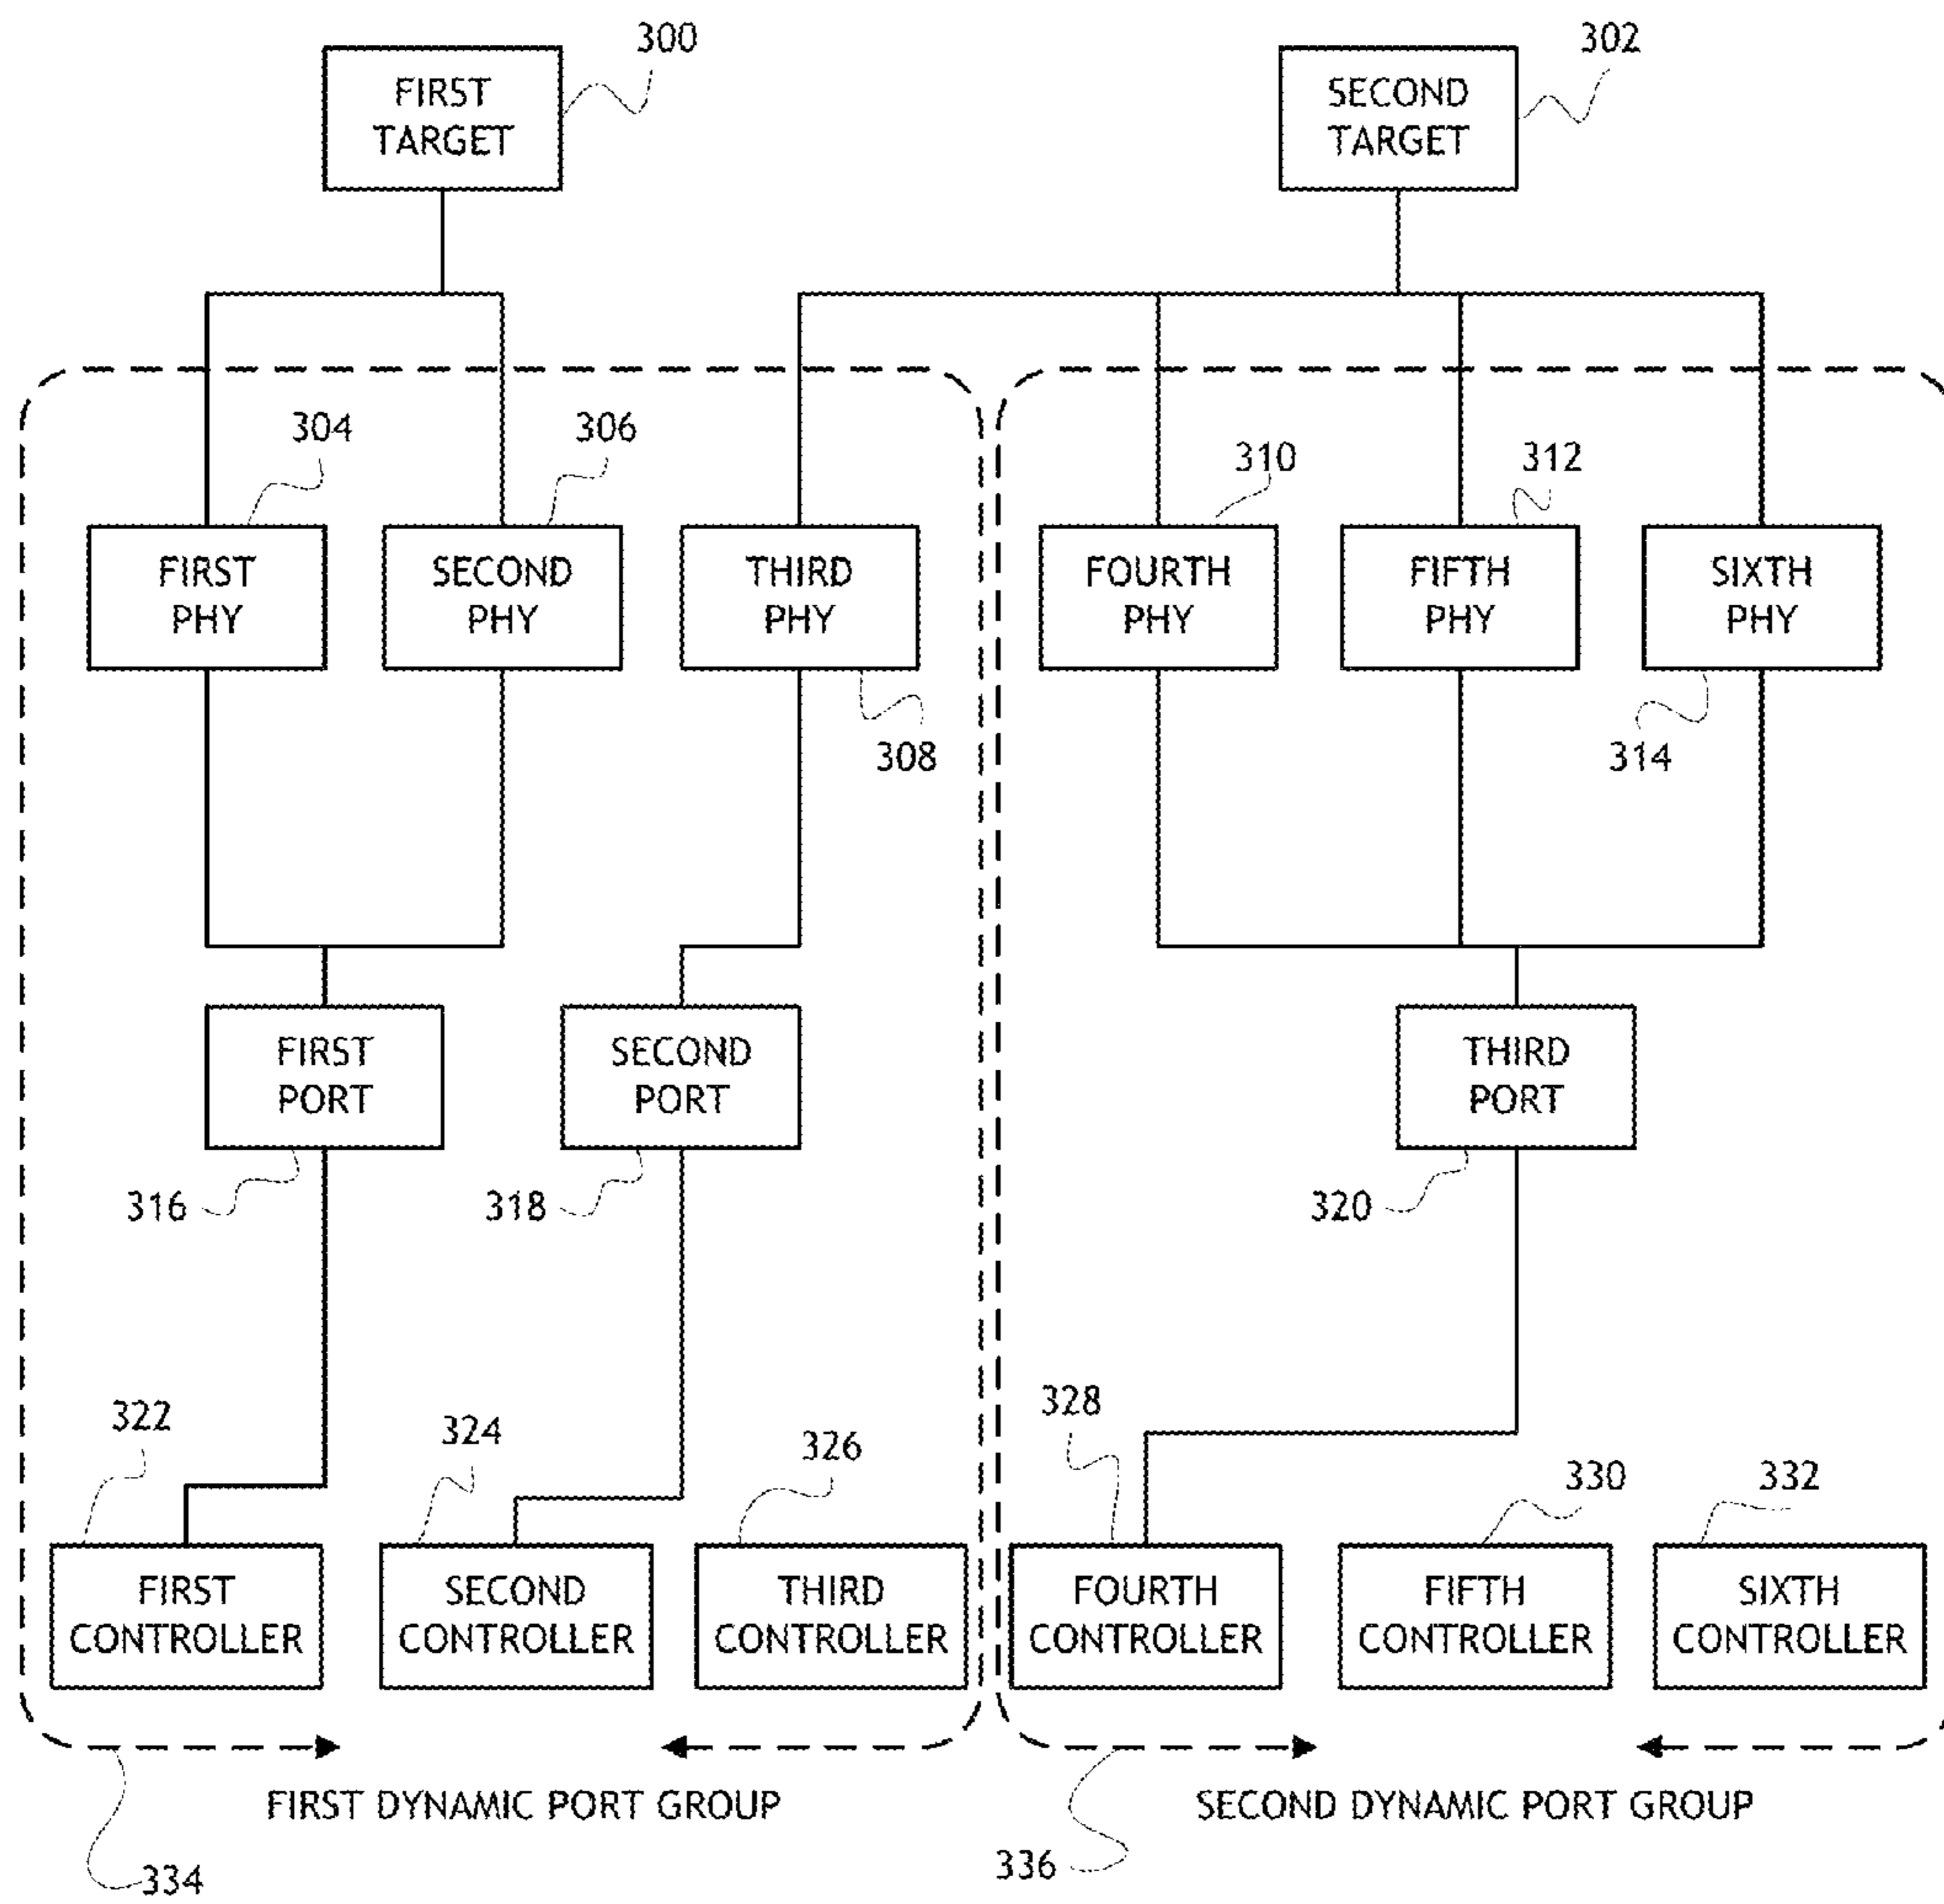 300
302
FIRST
TARGET
SECOND
TARGET
304
306
310
312
FIRST
PHY
SECOND
PHY
THIRD
PHY
FOURTH
PHY
FIFTH
PHY
SIXTH
PHY
308
314
FIRST
PORT
SECOND
PORT
THIRD
PORT
316
318
320
322
324
326
328
330
332
FIRST
CONTROLLER
SECOND
CONTROLLER
THIRD
CONTROLLER
FOURTH
CONTROLLER
FIFTH
CONTROLLER
SIXTH
CONTROLLER
FIRST DYNAMIC PORT GROUP
SECOND DYNAMIC PORT GROUP
334
336